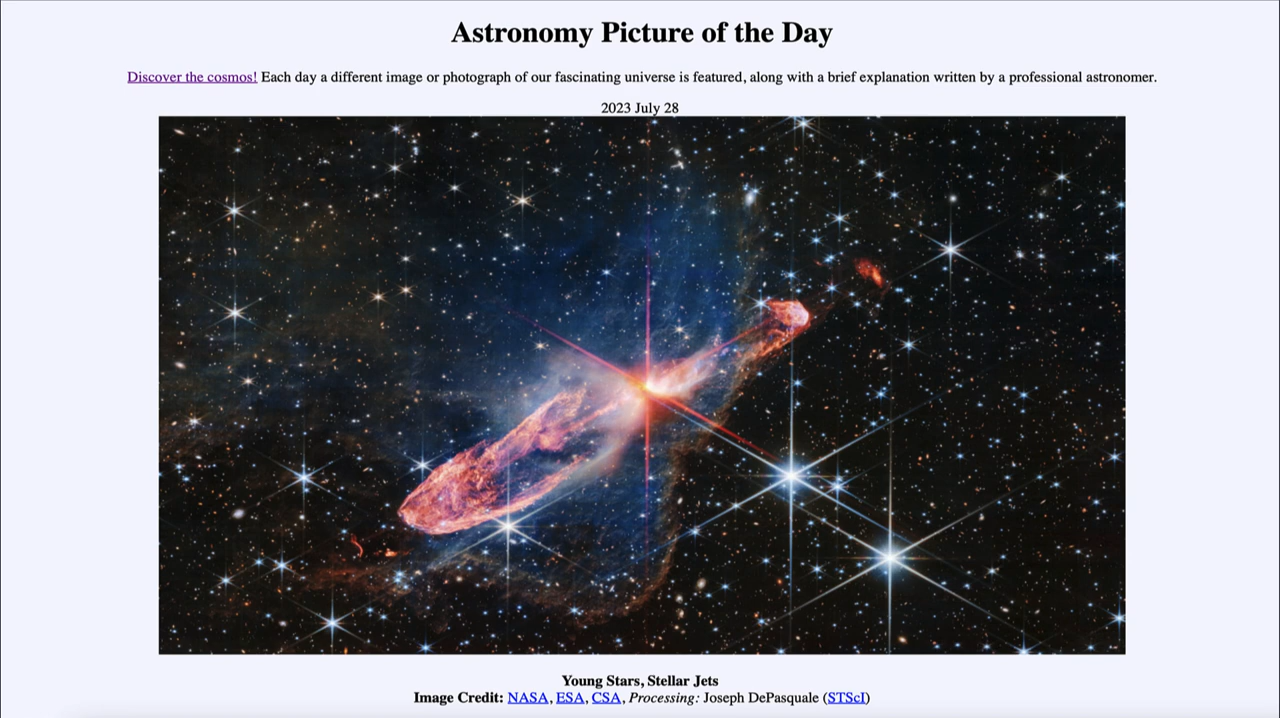 Astronomy Picture of the Day
Discover the cosmos! Each day a different image or photograph of our fascinating universe is featured, along with a brief explanation written by a professional astronomer.
2023 July 28
Young Stars, Stellar Jets
Image Credit: NASA, ESA, CSA, Processing: Joseph DePasquale (STScI)